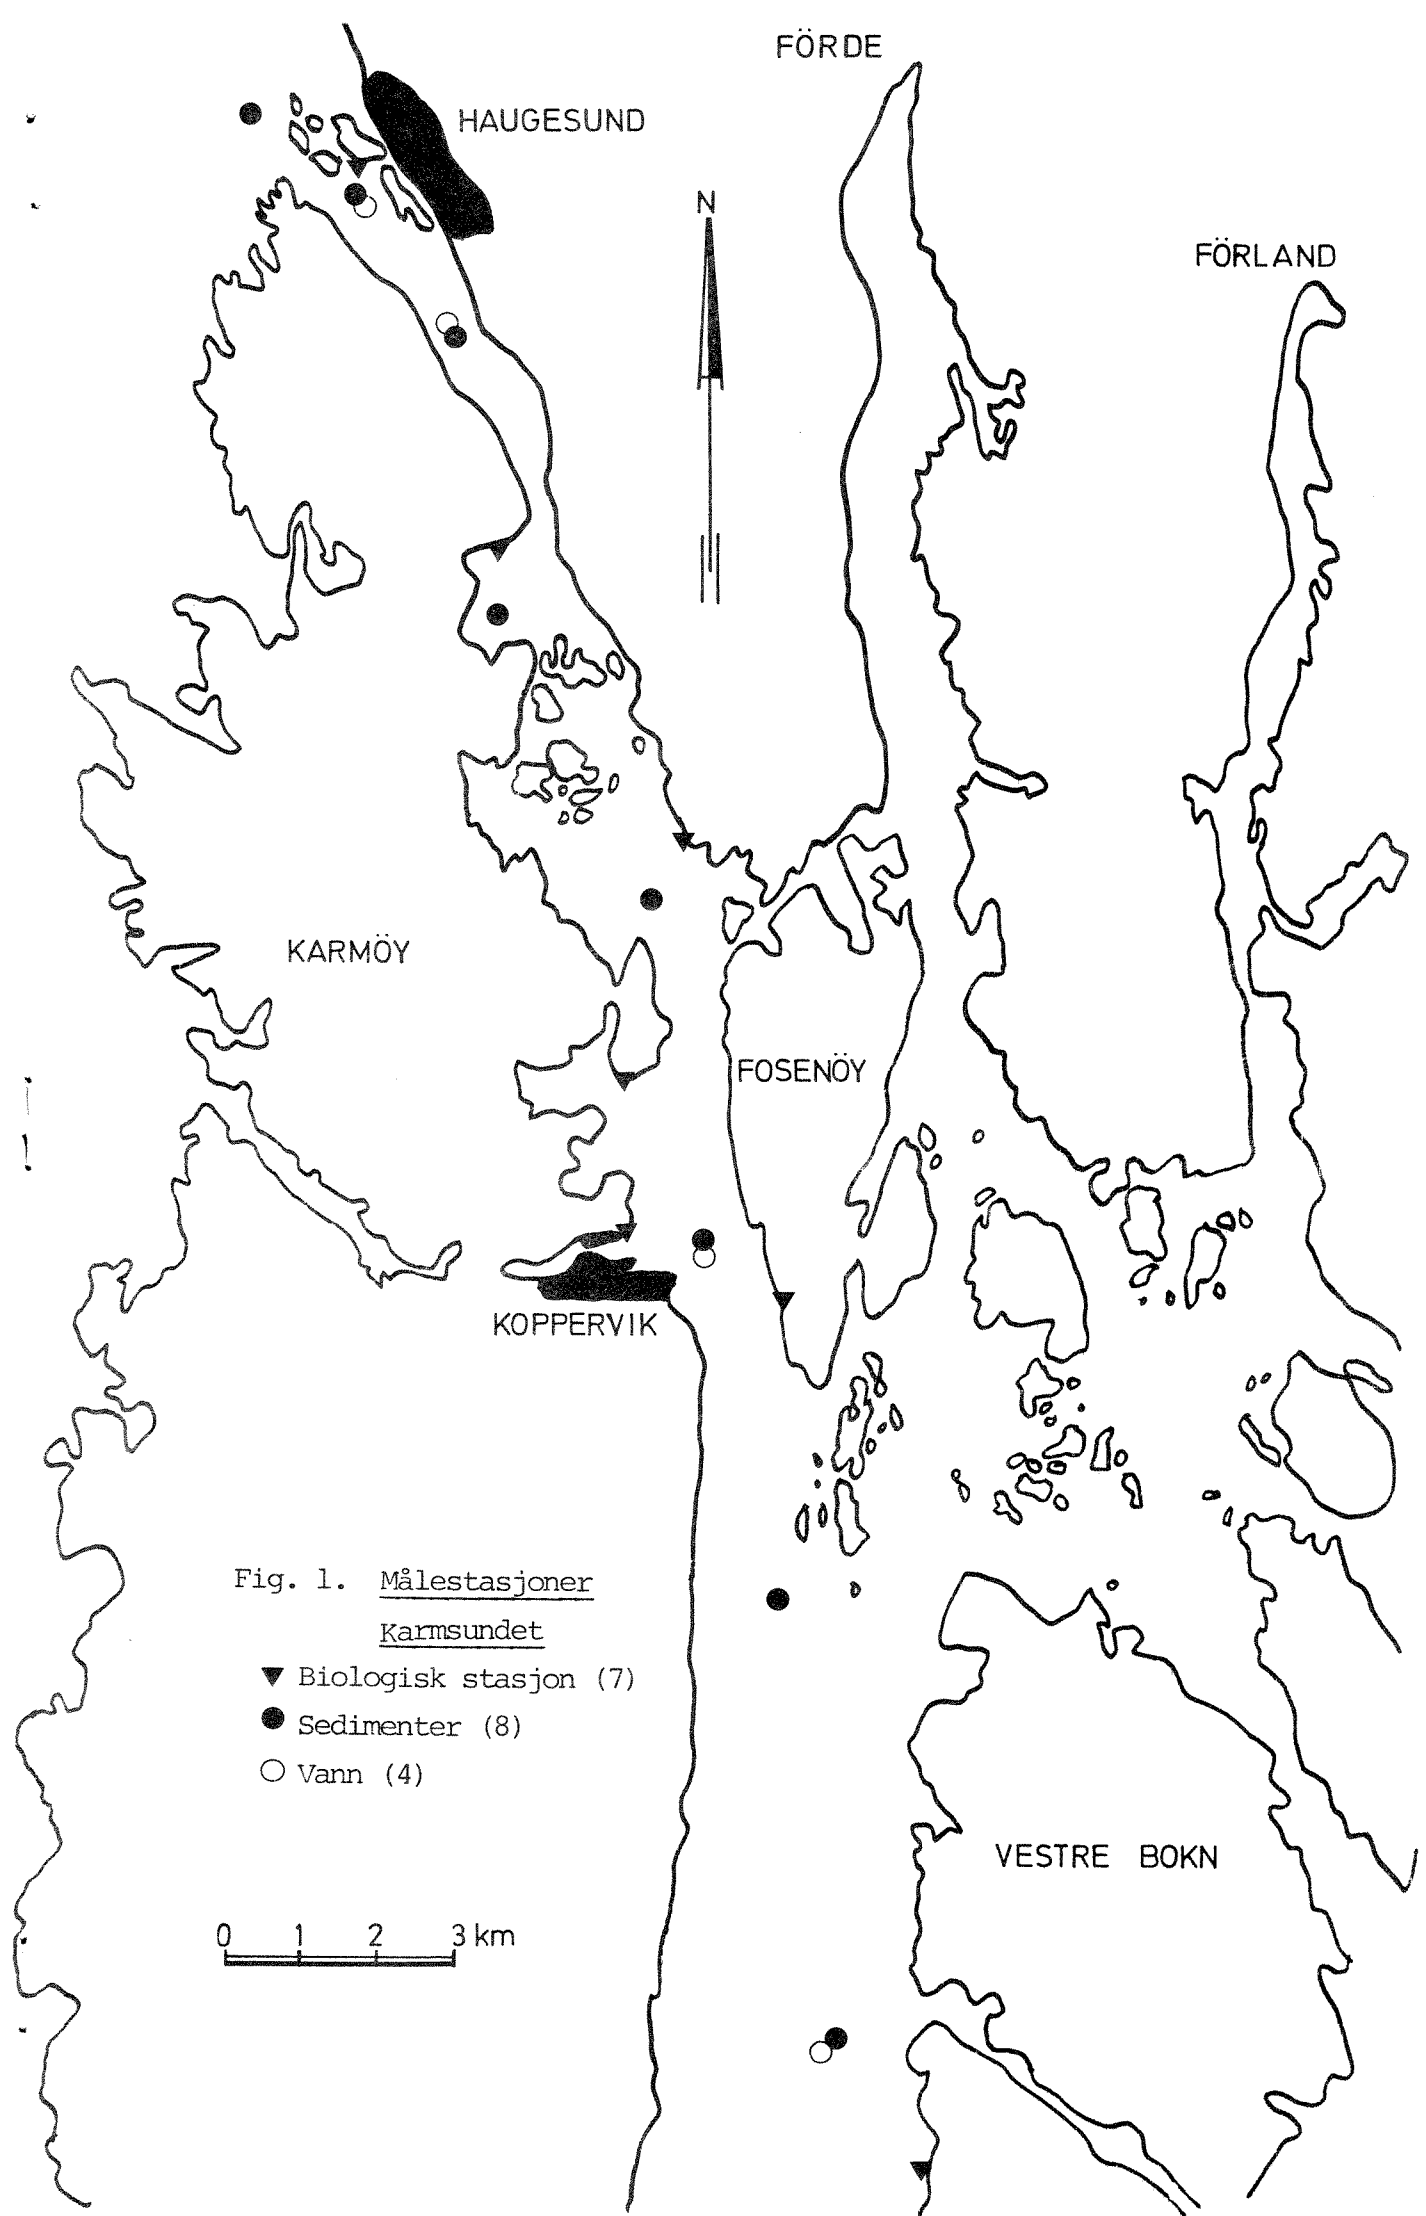 FÖRDE
HAUGESUND
N
FÖRLAND
KARMÖY
FOSENÖY
KOPPERVIK
Fig. 1. Målestasjoner
Karmsundet
Biologisk stasjon (7)
Sedimenter (8)
Vann (4)
VESTRE BOKN
0 1 2 3 km